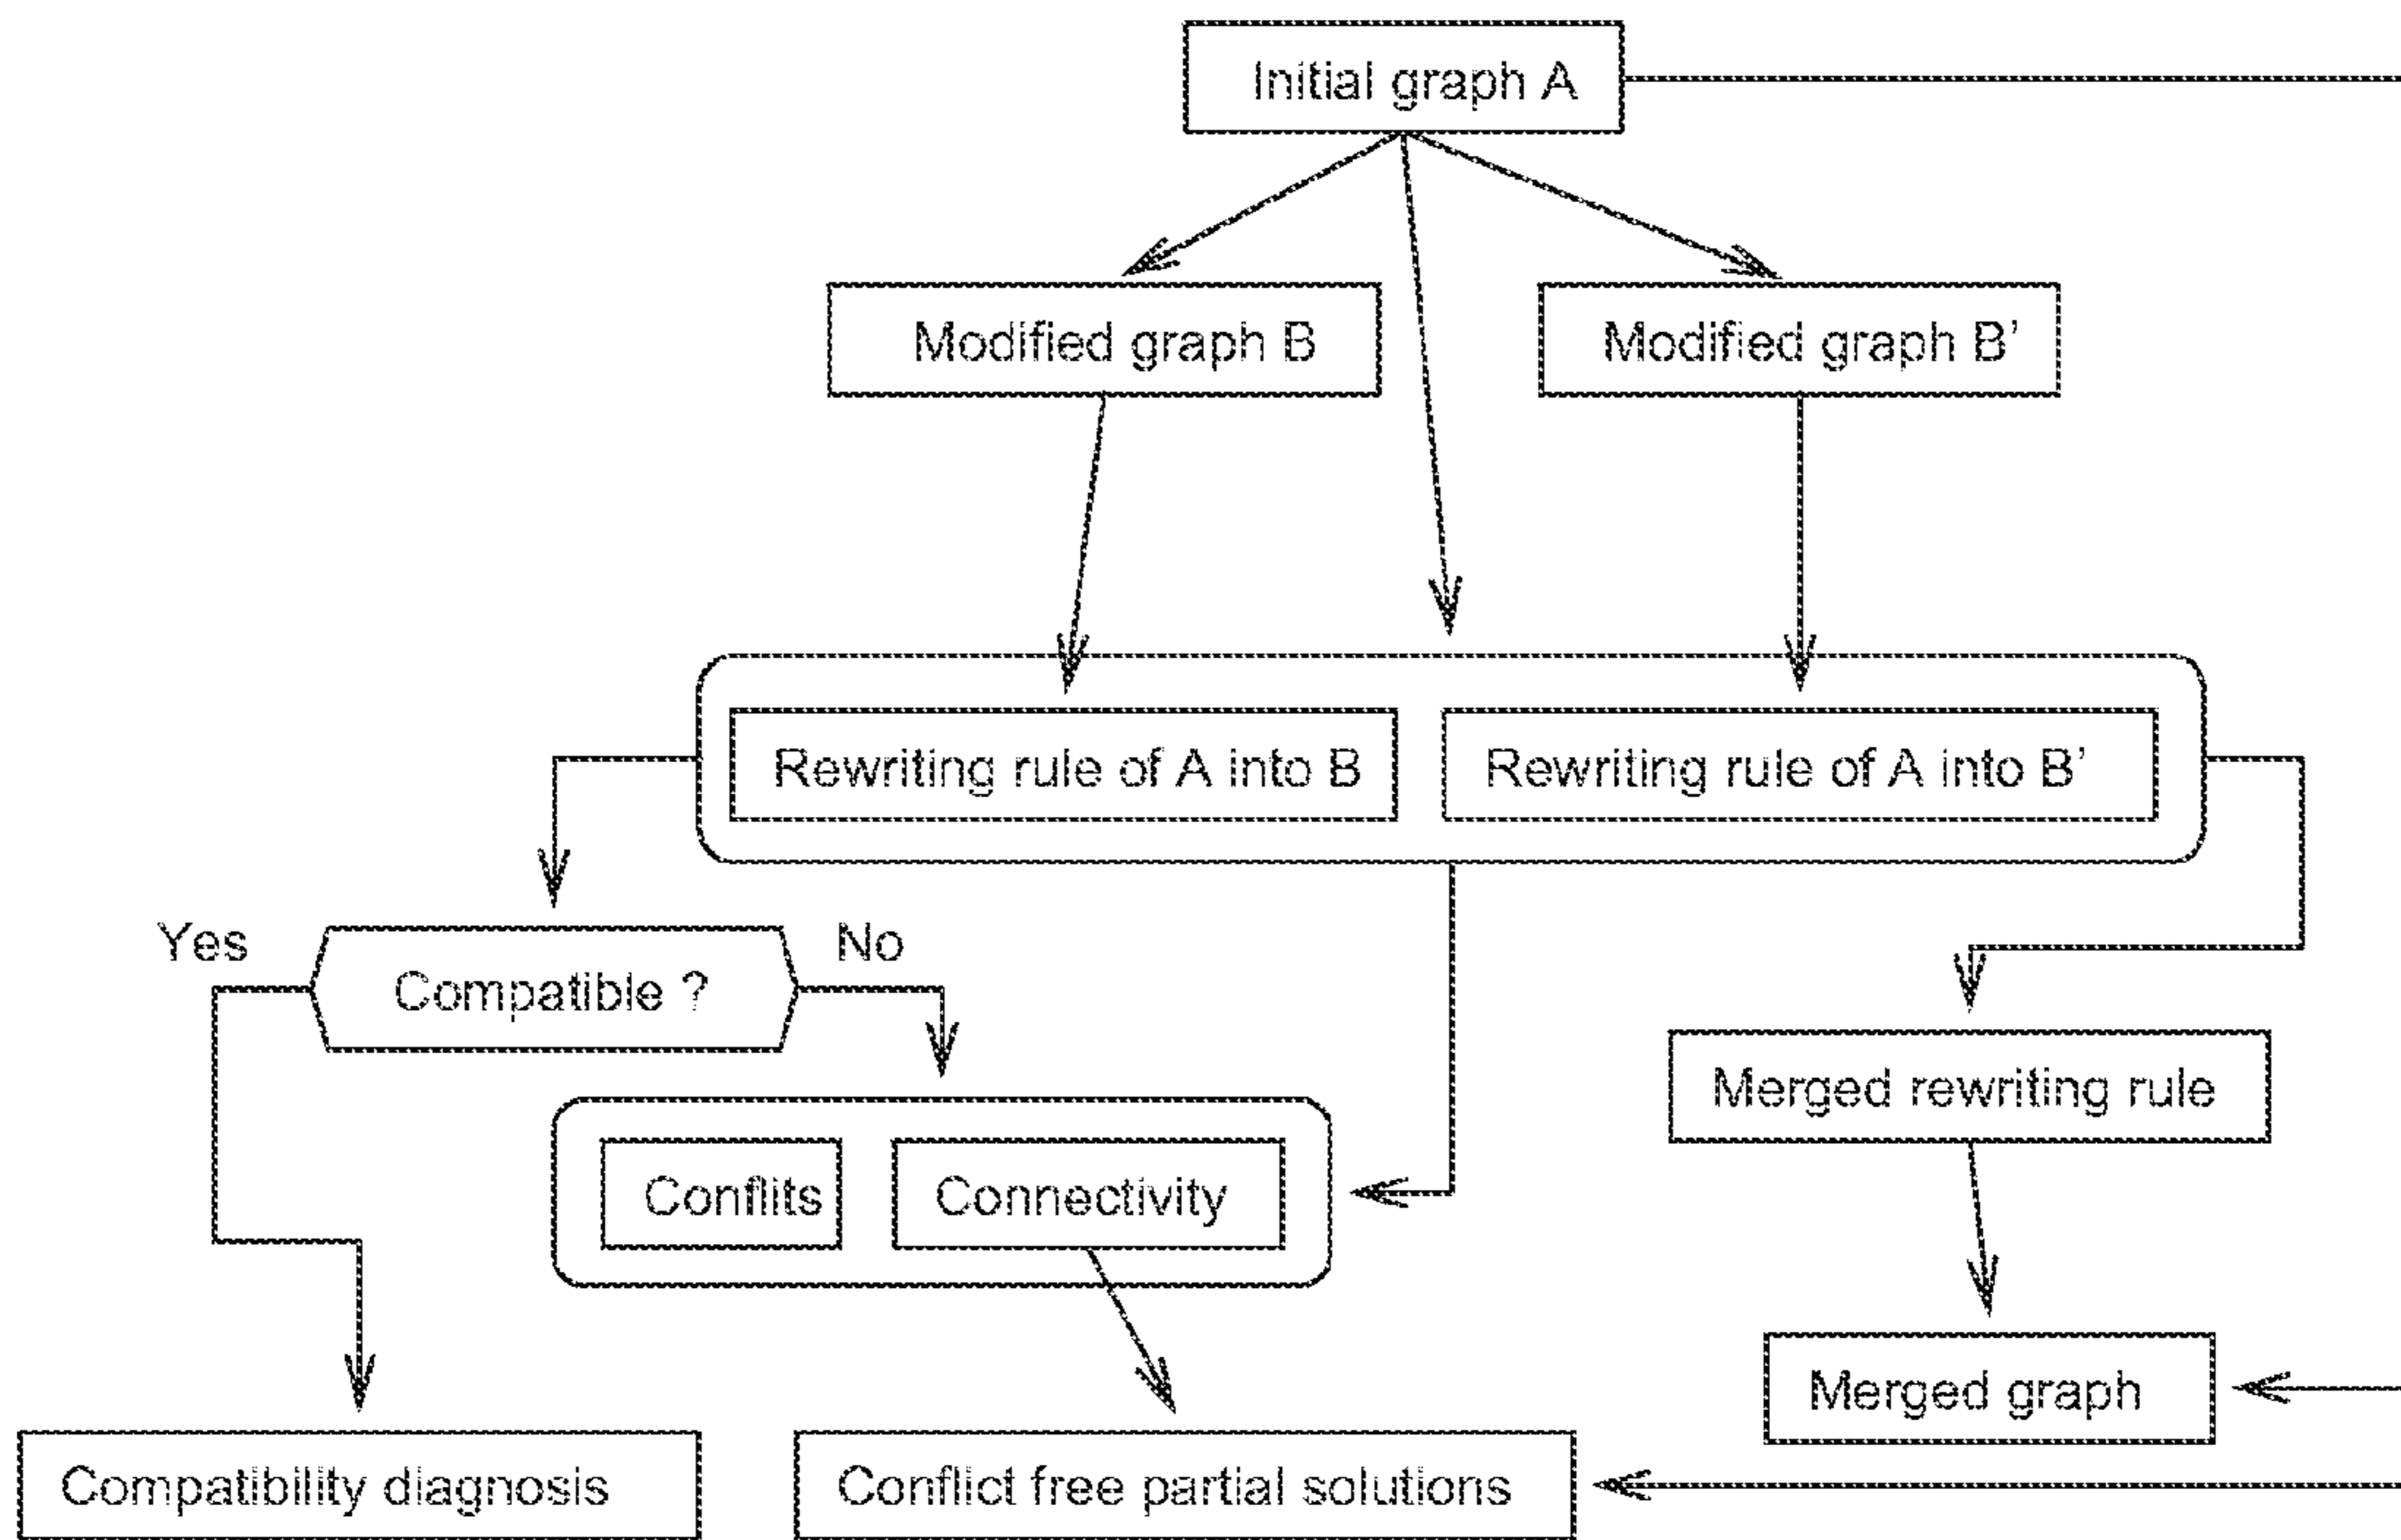 Initial graph A
Modified graph B
Modified graph B’
Rewriting rule of A into B
Rewriting rule of A into B’
Yes
No
Compatible ?
Merged rewriting rule
Conflits
Connectivity
Merged graph
Compatibility diagnosis
Conflict free partial solutions